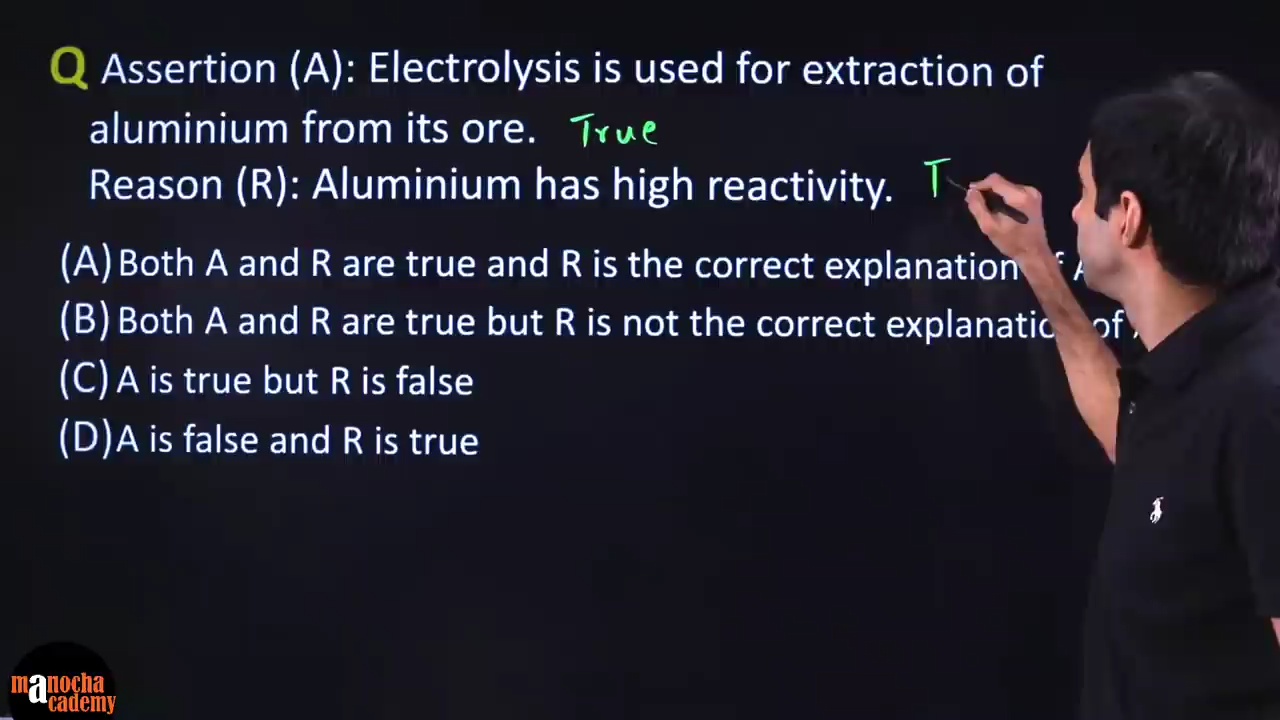 Q Assertion (A): Electrolysis is used for extraction of
aluminium from its ore. True
Reason (R): Aluminium has high reactivity. T
(A) Both A and R are true and R is the correct explanation of A
(B) Both A and R are true but R is not the correct explanation of
(C) A is true but R is false
(D) A is false and R is true
manocha
academy